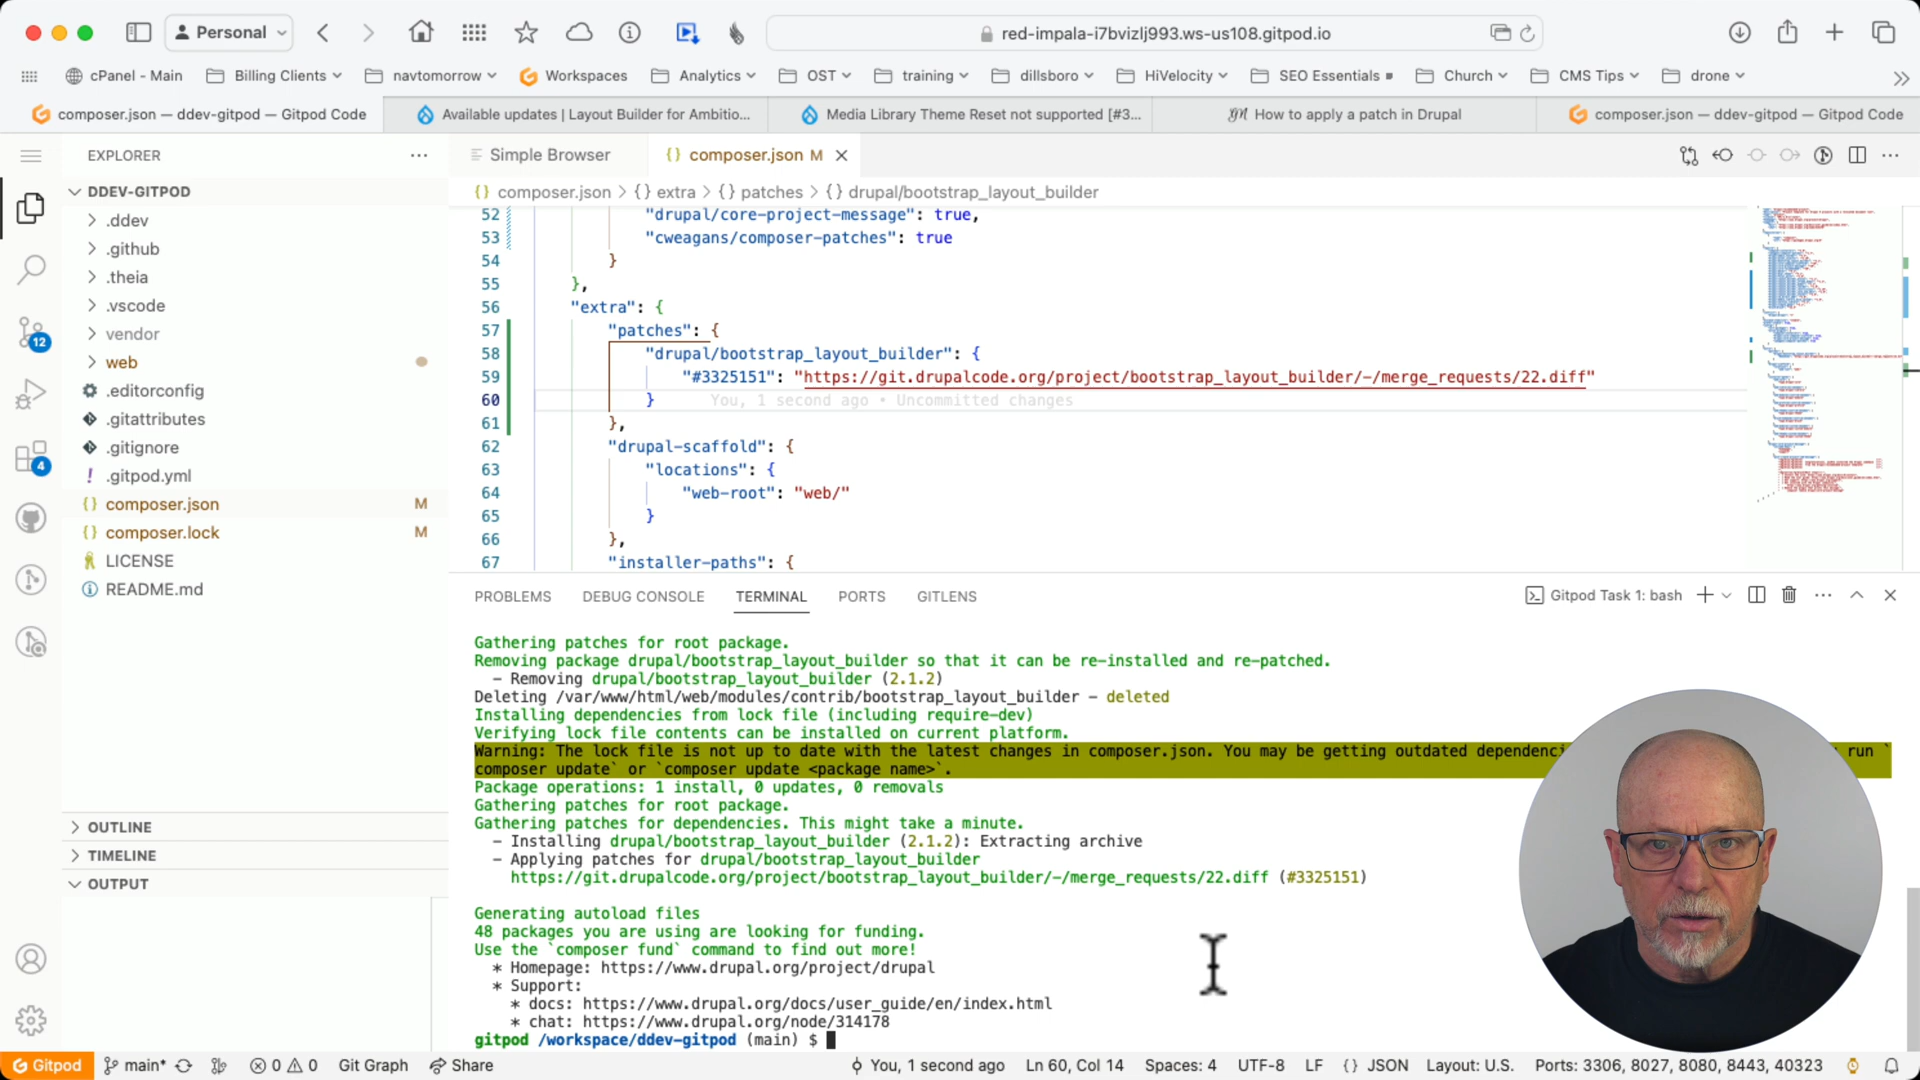 Personal
red-impala-i7bvizlj993.ws-us108.gitpod.io
cPanel - Main
Billing Clients
navtomorrow
Workspaces
Analytics
OST
training
dillsboro
HiVelocity
SEO Essentials
Church
CMS Tips
drone
composer.json — ddev-gitpod — Gitpod Code
Available updates | Layout Builder for Ambitio...
Media Library Theme Reset not supported [#3...
How to apply a patch in Drupal
composer.json — ddev-gitpod — Gitpod Code
EXPLORER
Simple Browser
{} composer.json M
DDEV-GITPOD
{} composer.json > {} extra > {} patches > {} drupal/bootstrap_layout_builder
.ddev
.github
.theia
.vscode
vendor
web
.editorconfig
.gitattributes
.gitignore
! .gitpod.yml
{} composer.json M
{} composer.lock M
LICENSE
README.md
12
4
OUTLINE
TIMELINE
OUTPUT
52 "drupal/core-project-message": true,
53 "cweagans/composer-patches": true
54 }
55 },
56 "extra": {
57 "patches": {
58 "drupal/bootstrap_layout_builder": {
59 "#3325151": "https://git.drupalcode.org/project/bootstrap_layout_builder/-/merge_requests/22.diff"
60 } You, 1 second ago • Uncommitted changes
61 },
62 "drupal-scaffold": {
63 "locations": {
64 "web-root": "web/"
65 }
66 },
67 "installer-paths": {
PROBLEMS DEBUG CONSOLE TERMINAL PORTS GITLENS
Gitpod Task 1: bash
Gathering patches for root package.
Removing package drupal/bootstrap_layout_builder so that it can be re-installed and re-patched.
- Removing drupal/bootstrap_layout_builder (2.1.2)
Deleting /var/www/html/web/modules/contrib/bootstrap_layout_builder - deleted
Installing dependencies from lock file (including require-dev)
Verifying lock file contents can be installed on current platform.
Warning: The lock file is not up to date with the latest changes in composer.json. You may be getting outdated dependenci run `
composer update` or `composer update <package name>`.
Package operations: 1 install, 0 updates, 0 removals
Gathering patches for root package.
Gathering patches for dependencies. This might take a minute.
- Installing drupal/bootstrap_layout_builder (2.1.2): Extracting archive
- Applying patches for drupal/bootstrap_layout_builder
https://git.drupalcode.org/project/bootstrap_layout_builder/-/merge_requests/22.diff (#3325151)
Generating autoload files
48 packages you are using are looking for funding.
Use the `composer fund` command to find out more!
* Homepage: https://www.drupal.org/project/drupal
* Support:
* docs: https://www.drupal.org/docs/user_guide/en/index.html
* chat: https://www.drupal.org/node/314178
gitpod /workspace/ddev-gitpod (main) $
Gitpod main* 0 0 Git Graph Share You, 1 second ago Ln 60, Col 14 Spaces: 4 UTF-8 LF {} JSON Layout: U.S. Ports: 3306, 8027, 8080, 8443, 40323